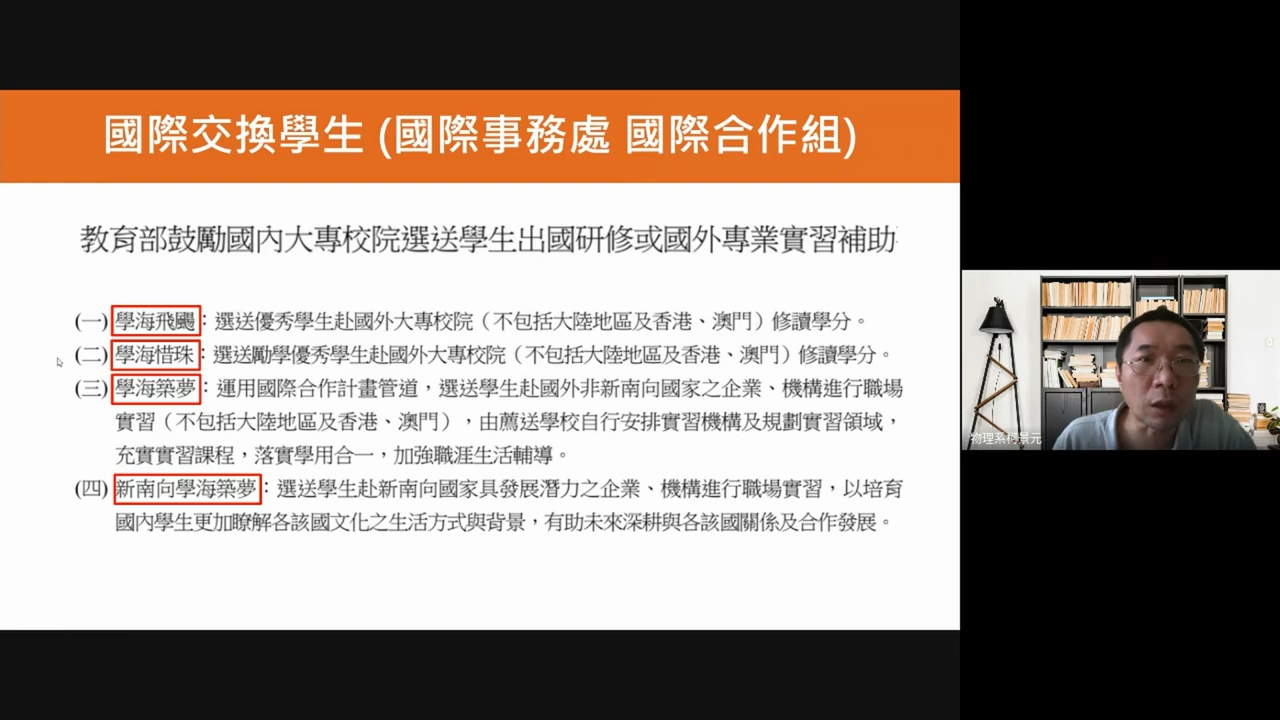 國際交換學生 (國際事務處 國際合作組)
教育部鼓勵國內大專校院選送學生出國研修或國外專業實習補助
(一) 學海飛颺：選送優秀學生赴國外大專校院（不包括大陸地區及香港、澳門）修讀學分。
(二) 學海惜珠：選送勵學優秀學生赴國外大專校院（不包括大陸地區及香港、澳門）修讀學分。
(三) 學海築夢：運用國際合作計畫管道，選送學生赴國外非新南向國家之企業、機構進行職場
實習（不包括大陸地區及香港、澳門），由薦送學校自行安排實習機構及規劃實習領域，
充實實習課程，落實學用合一，加強職涯生活輔導。
(四) 新南向學海築夢：選送學生赴新南向國家具發展潛力之企業、機構進行職場實習，以培育
國內學生更加瞭解各該國文化之生活方式與背景，有助未來深耕與各該國關係及合作發展。
物理系柯景元